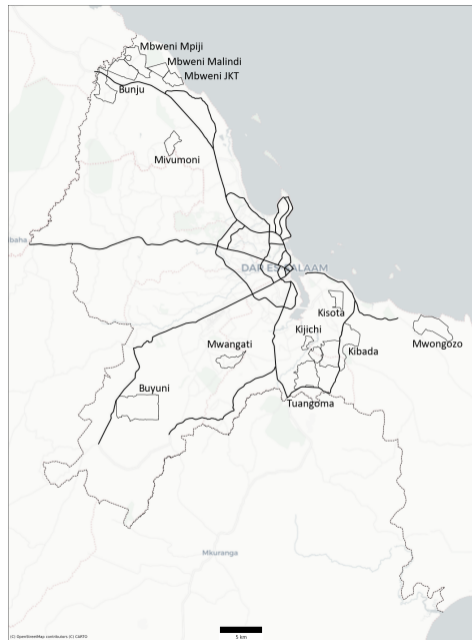 Mbweni Mpiji
Mbweni Malindi
Mbweni JKT
Bunju
Mivumoni
baha
DAR ES SALAAM
Kisota
Kijichi
Mwangati
Kibada
Mwongozo
Buyuni
Tuangoma
Mkuranga
5 km
(C) OpenStreetMap contributors (C) CARTO